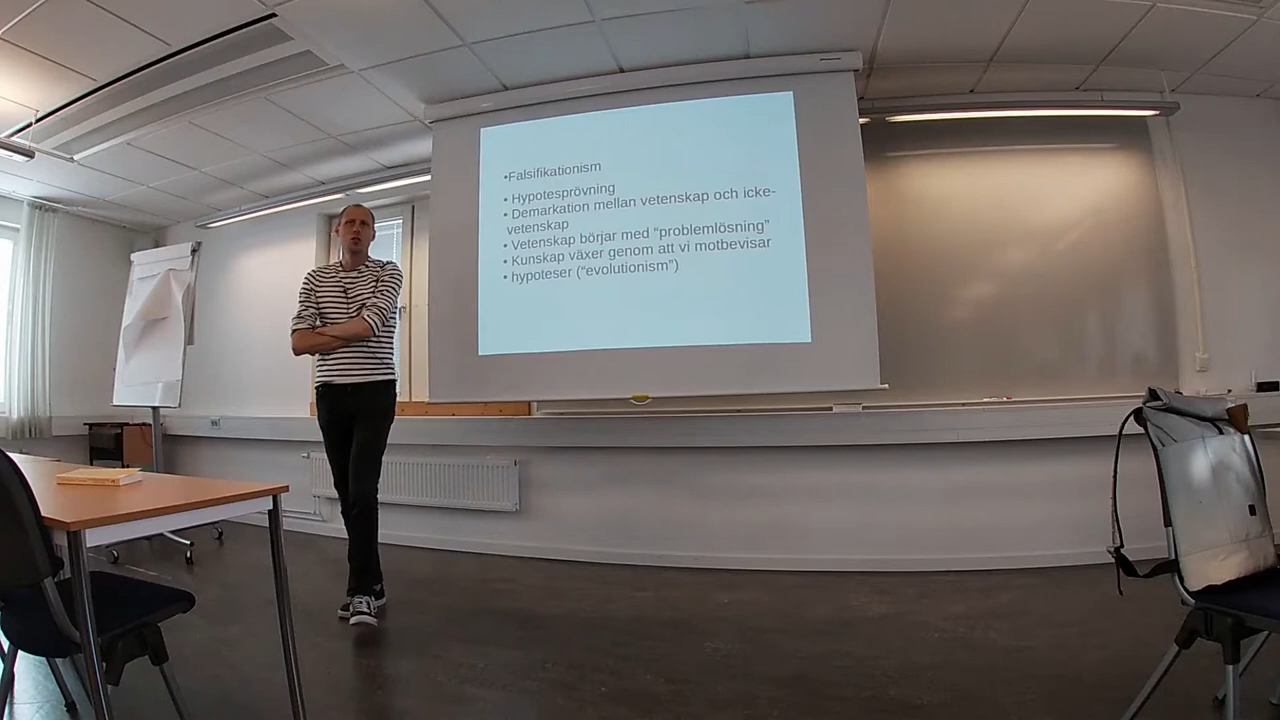 •Falsifikationism
• Hypotesprövning
• Demarkation mellan vetenskap och icke-
vetenskap
• Vetenskap börjar med “problemlösning”
• Kunskap växer genom att vi motbevisar
• hypoteser (“evolutionism”)